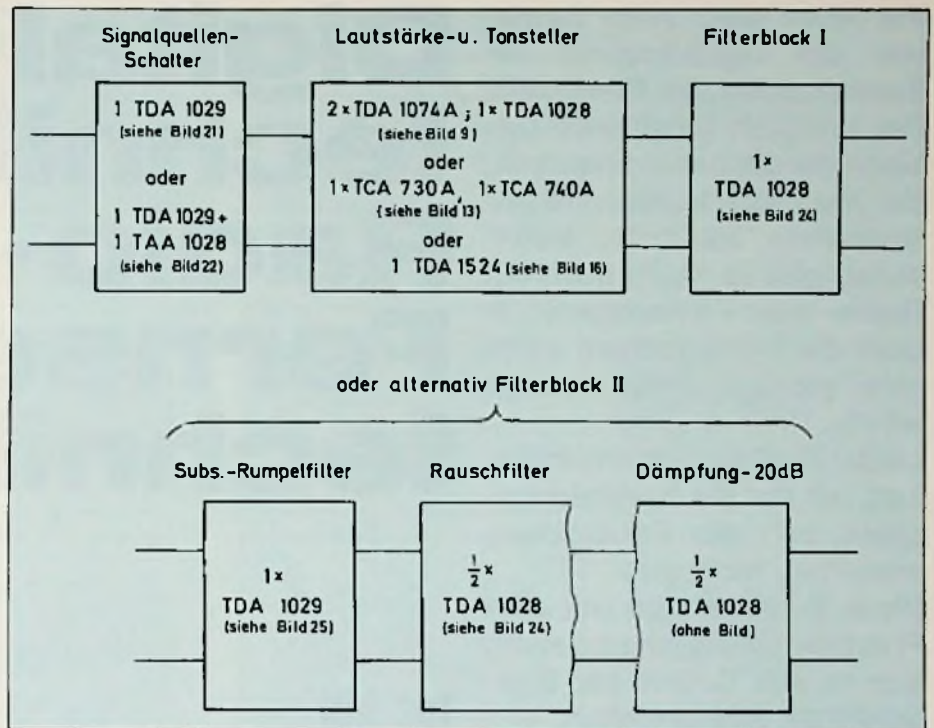 Signalquellen-
Schalter
1 TDA 1029
(siehe Bild 21)
oder
1 TDA 1029+
1 TAA 1028
(siehe Bild 22)
Lautstärke-u. Tonsteller
2 x TDA 1074 A ; 1x TDA 1028
(siehe Bild 9)
oder
1 x TCA 730 A, 1x TCA 740A
(siehe Bild 13)
oder
1 TDA 1524 (siehe Bild 16)
Filterblock I
1x
TDA 1028
(siehe Bild 24)
oder alternativ Filterblock II
Subs.-Rumpelfilter
1x
TDA 1029
(siehe Bild 25)
Rauschfilter
1/2 x
TDA 1028
(siehe Bild 24)
Dämpfung-20dB
1/2 x
TDA 1028
(ohne Bild)